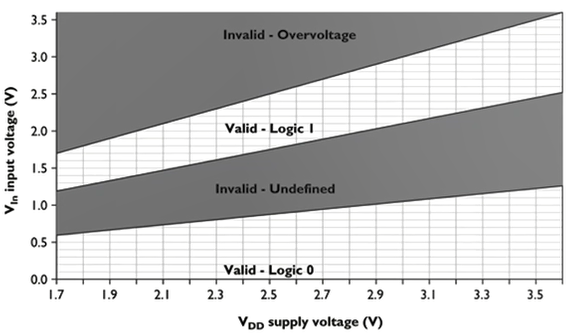 3.5
Invalid - Overvoltage
3.0
2.5
2.0
Valid - Logic 1
1.5
Invalid - Undefined
1.0
0.5
Valid - Logic 0
0.0
V_In input voltage (V)
1.7 1.9 2.1 2.3 2.5 2.7 2.9 3.1 3.3 3.5
V_DD supply voltage (V)